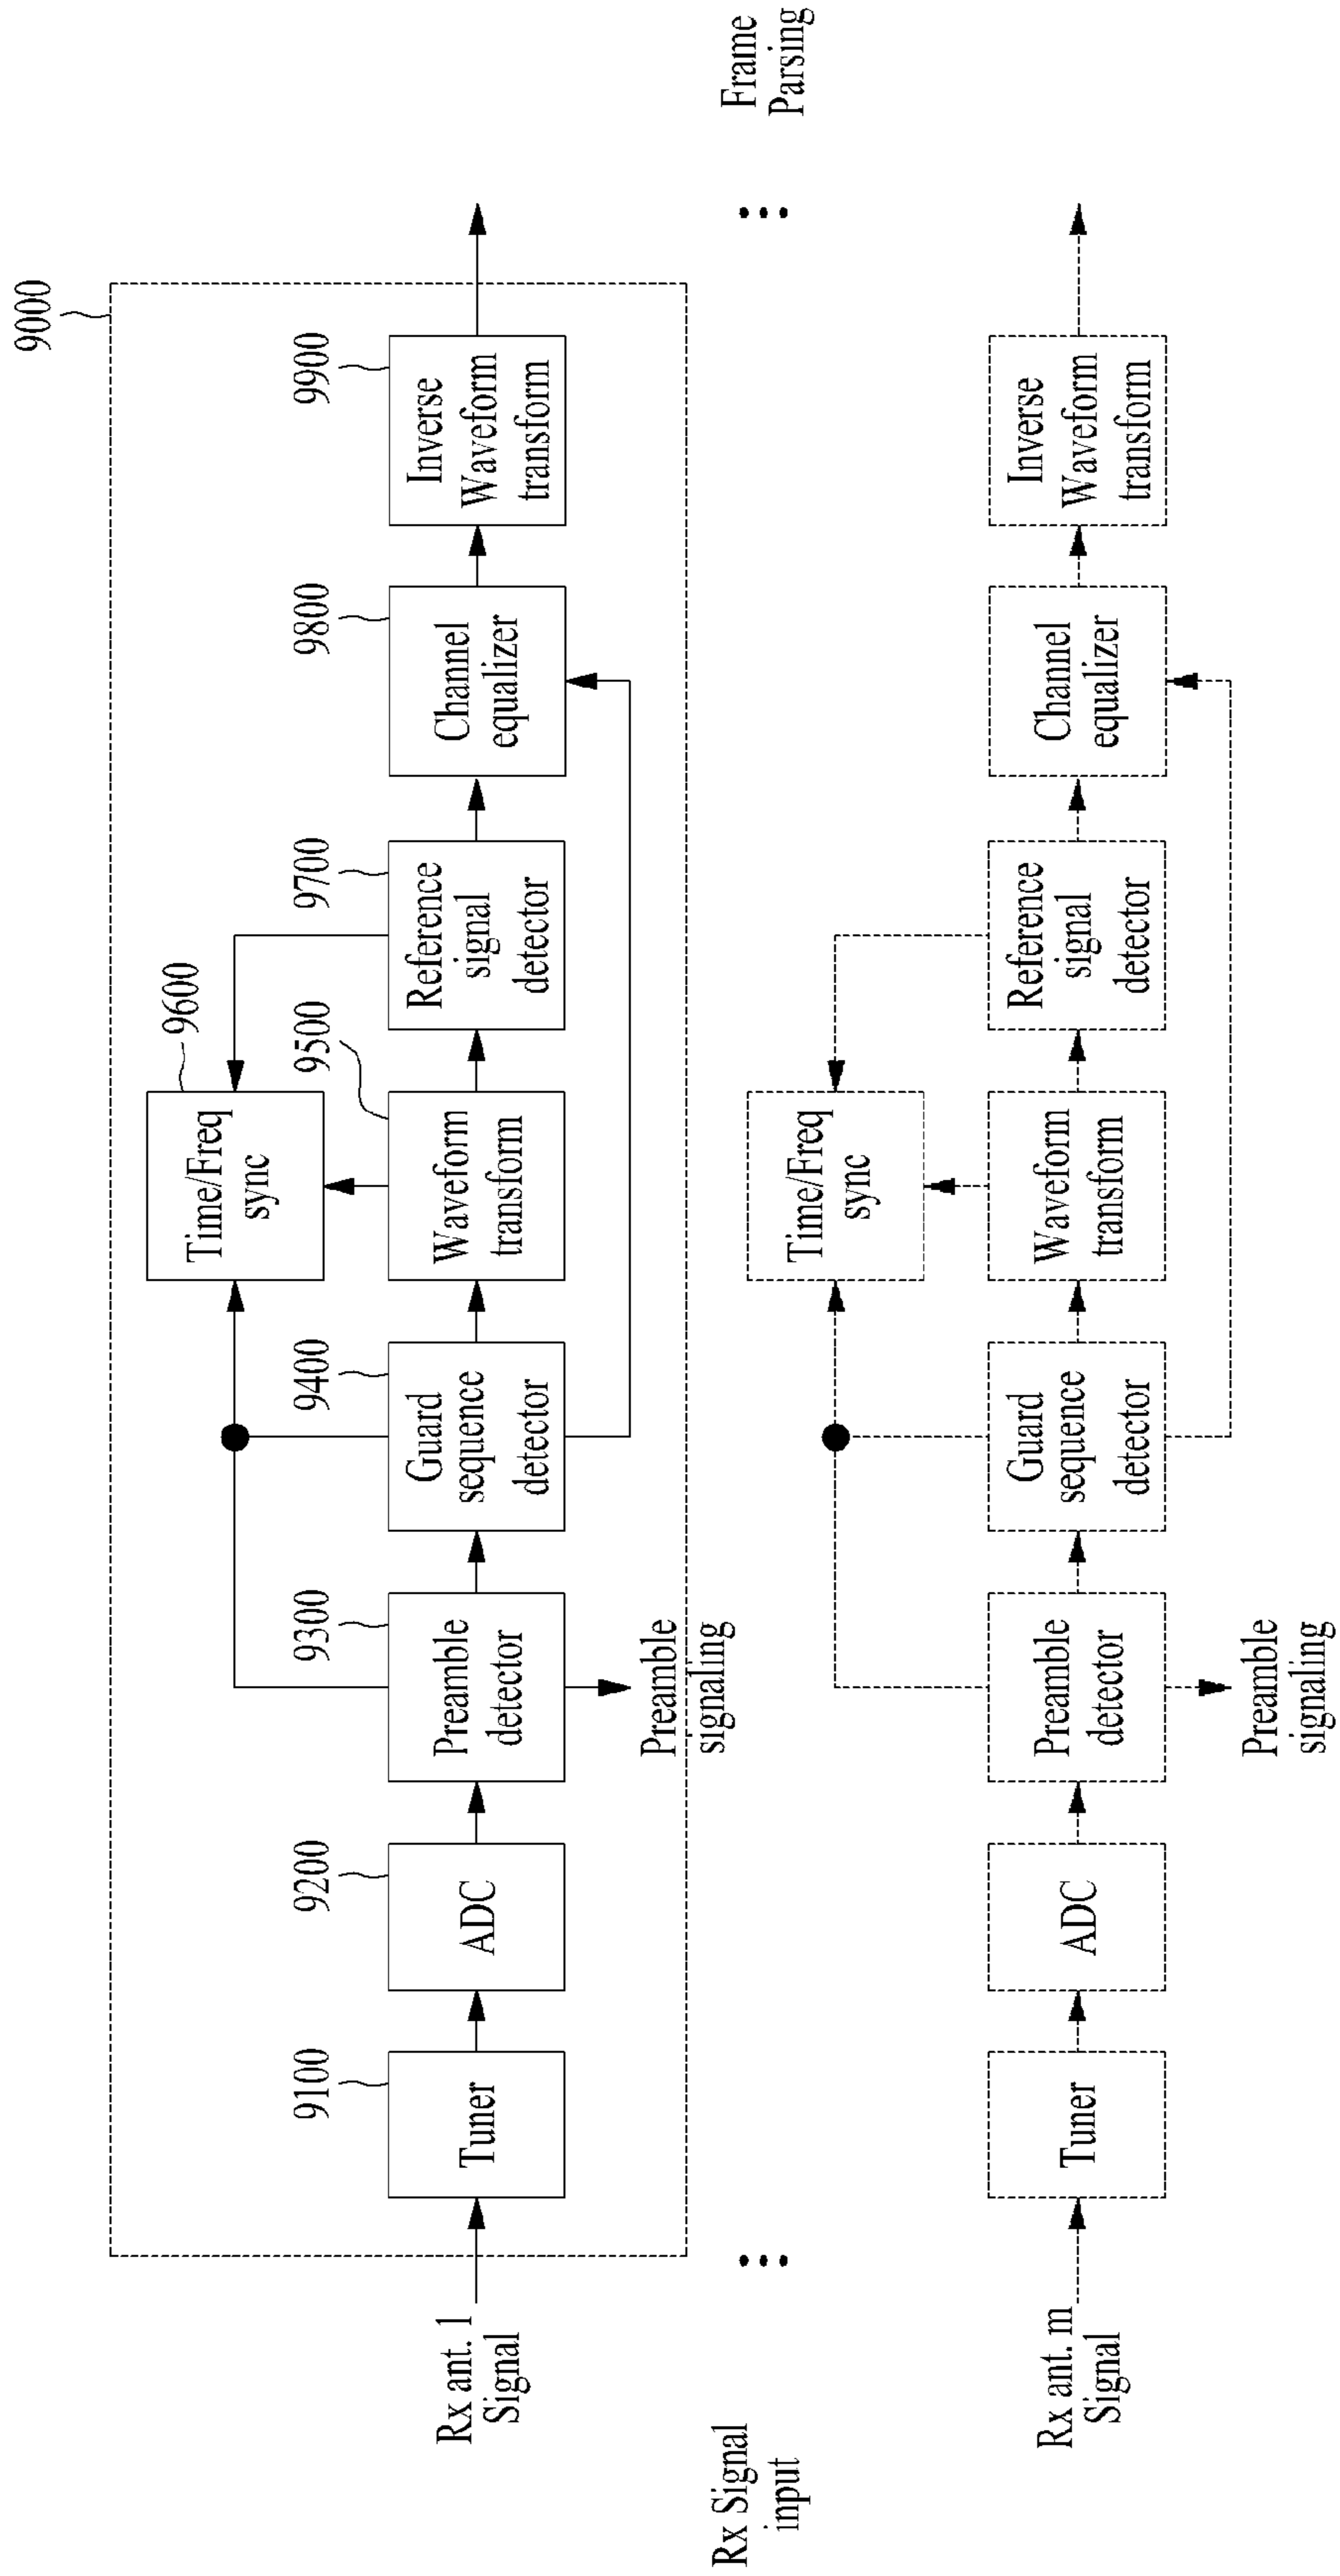 9000
9600
Time/Freq
sync
9100
9200
9300
9400
9500
9700
9800
9900
Rx ant. 1
Signal
Tuner
ADC
Preamble
detector
Guard
sequence
detector
Waveform
transform
Reference
signal
detector
Channel
equalizer
Inverse
Waveform
transform
Preamble
signaling
Rx Signal
input
Frame
Parsing
Time/Freq
sync
Rx ant. m
Signal
Tuner
ADC
Preamble
detector
Guard
sequence
detector
Waveform
transform
Reference
signal
detector
Channel
equalizer
Inverse
Waveform
transform
Preamble
signaling